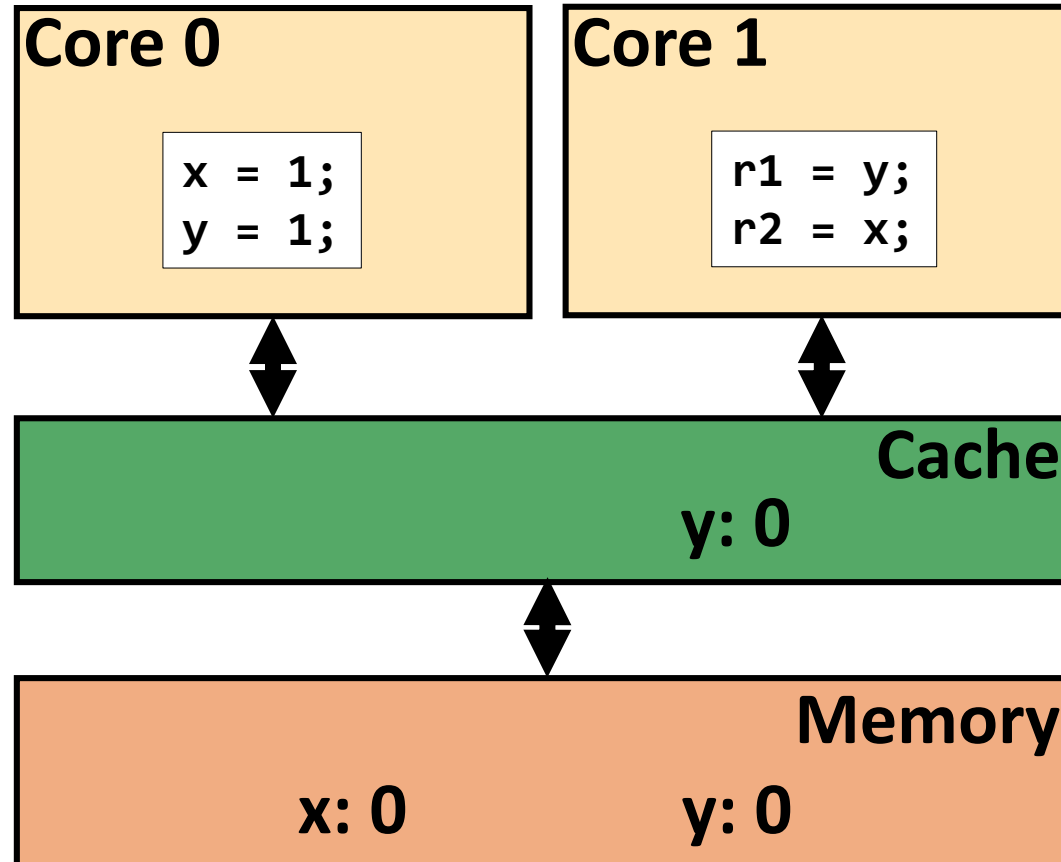 Core 0
x = 1;
y = 1;
Core 1
r1 = y;
r2 = x;
Cache
y: 0
Memory
x: 0 y: 0